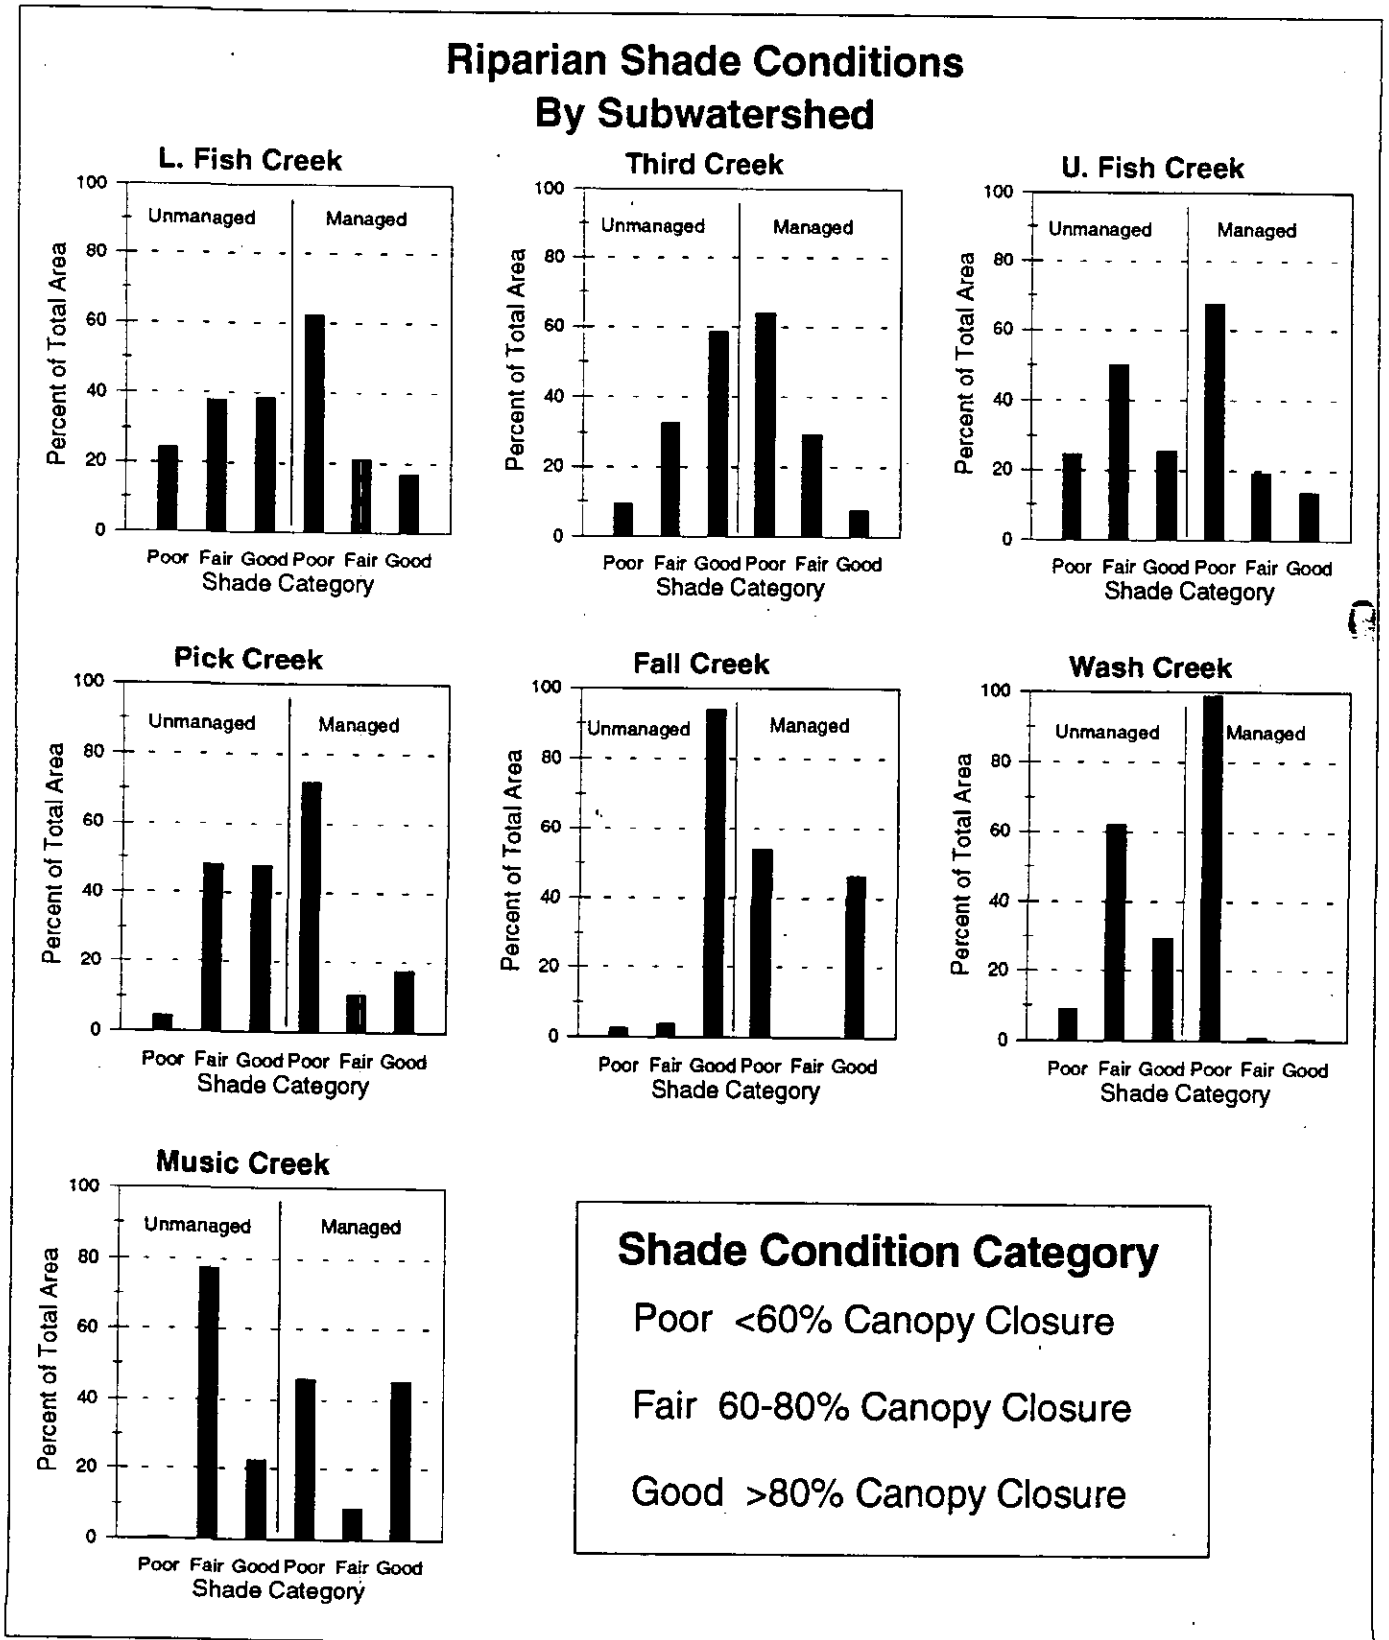 Riparian Shade Conditions
By Subwatershed
L. Fish Creek
100
80
60
40
20
0
Percent of Total Area
Unmanaged Managed
Poor Fair Good Poor Fair Good
Shade Category
Third Creek
100
80
60
40
20
0
Percent of Total Area
Unmanaged Managed
Poor Fair Good Poor Fair Good
Shade Category
U. Fish Creek
100
80
60
40
20
0
Percent of Total Area
Unmanaged Managed
Poor Fair Good Poor Fair Good
Shade Category
Pick Creek
100
80
60
40
20
0
Percent of Total Area
Unmanaged Managed
Poor Fair Good Poor Fair Good
Shade Category
Fall Creek
100
80
60
40
20
0
Percent of Total Area
Unmanaged Managed
Poor Fair Good Poor Fair Good
Shade Category
Wash Creek
100
80
60
40
20
0
Percent of Total Area
Unmanaged Managed
Poor Fair Good Poor Fair Good
Shade Category
Music Creek
100
80
60
40
20
0
Percent of Total Area
Unmanaged Managed
Poor Fair Good Poor Fair Good
Shade Category
Shade Condition Category
Poor <60% Canopy Closure
Fair 60-80% Canopy Closure
Good >80% Canopy Closure